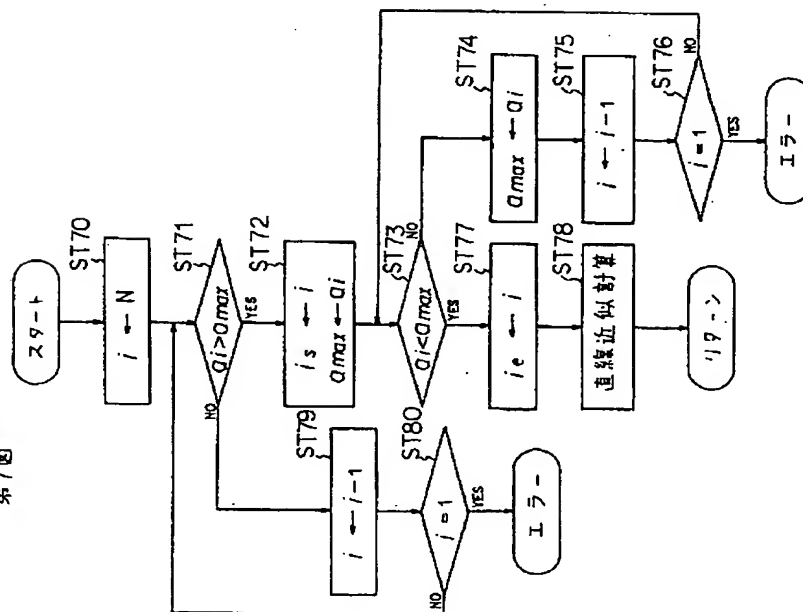 第7図
スタート
ST70
i ← N
ST71
ai>amax
NO
YES
ST72
is ← i
amax←ai
ST73
ai<amax
NO
YES
ST74
amax ←ai
ST75
i ← i-1
ST76
i=1
NO
YES
エラー
ST77
ie ← i
ST78
直線近似計算
リターン
ST79
i ← i-1
ST80
i=1
NO
YES
エラー